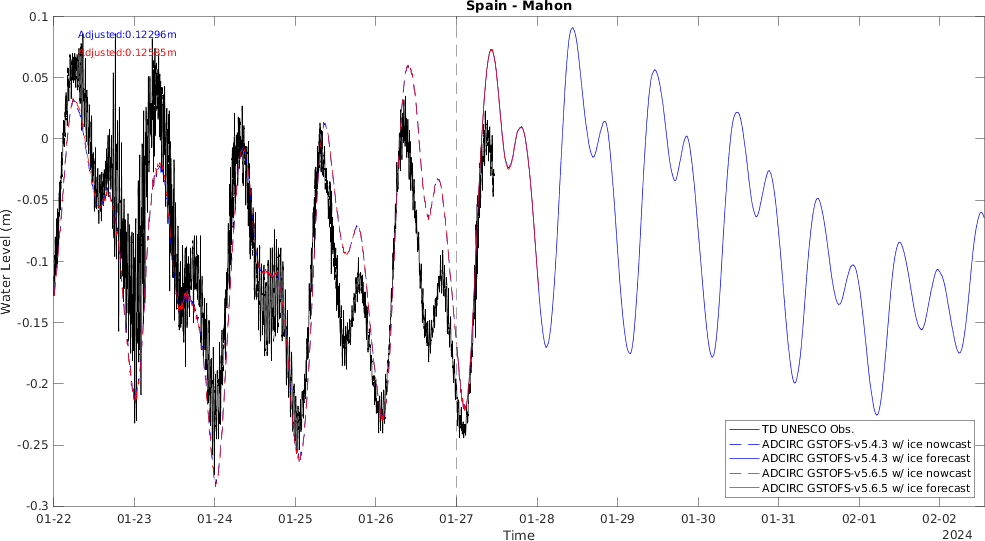 Spain - Mahon
Adjusted:0.12296m
Adjusted:0.12535m
0.1
0.05
0
-0.05
-0.1
-0.15
-0.2
-0.25
-0.3
Water Level (m)
01-22
01-23
01-24
01-25
01-26
01-27
01-28
01-29
01-30
01-31
02-01
02-02
Time
2024
TD UNESCO Obs.
ADCIRC GSTOFS-v5.4.3 w/ ice nowcast
ADCIRC GSTOFS-v5.4.3 w/ ice forecast
ADCIRC GSTOFS-v5.6.5 w/ ice nowcast
ADCIRC GSTOFS-v5.6.5 w/ ice forecast